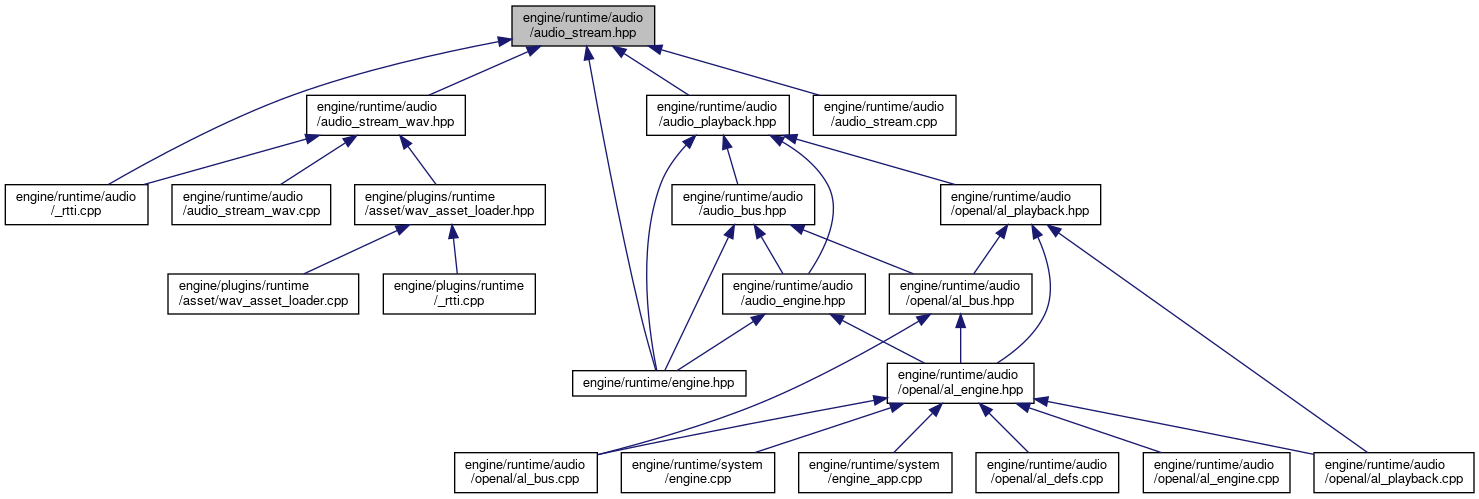 engine/runtime/audio
/audio_stream.hpp
engine/runtime/audio
/audio_stream_wav.hpp
engine/runtime/audio
/audio_playback.hpp
engine/runtime/audio
/audio_stream.cpp
engine/runtime/audio
/_rtti.cpp
engine/runtime/audio
/audio_stream_wav.cpp
engine/plugins/runtime
/asset/wav_asset_loader.hpp
engine/runtime/audio
/audio_bus.hpp
engine/runtime/audio
/openal/al_playback.hpp
engine/plugins/runtime
/asset/wav_asset_loader.cpp
engine/plugins/runtime
/_rtti.cpp
engine/runtime/audio
/audio_engine.hpp
engine/runtime/audio
/openal/al_bus.hpp
engine/runtime/engine.hpp
engine/runtime/audio
/openal/al_engine.hpp
engine/runtime/audio
/openal/al_bus.cpp
engine/runtime/system
/engine.cpp
engine/runtime/system
/engine_app.cpp
engine/runtime/audio
/openal/al_defs.cpp
engine/runtime/audio
/openal/al_engine.cpp
engine/runtime/audio
/openal/al_playback.cpp